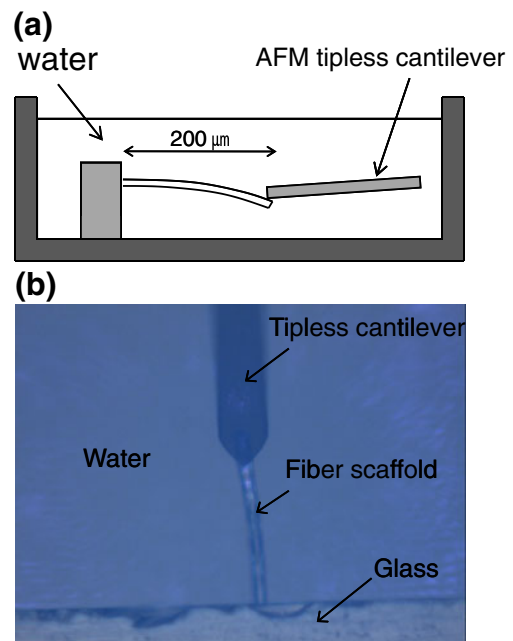 (a)
water
AFM tipless cantilever
200 μm
(b)
Tipless cantilever
Water
Fiber scaffold
Glass